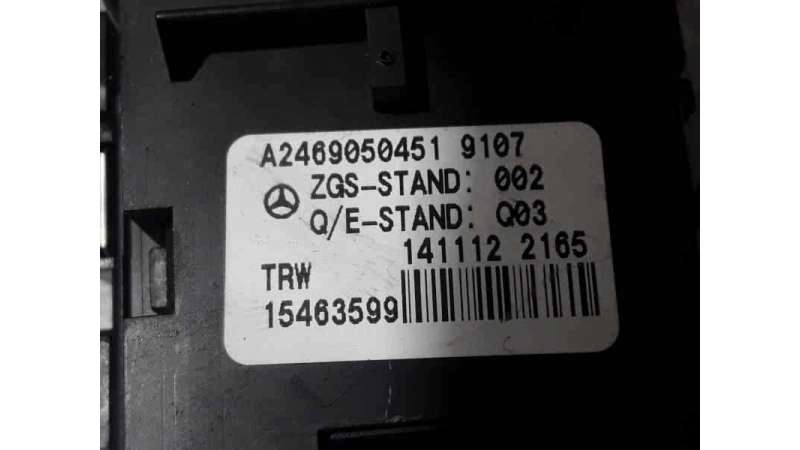 A2469050451 9107
ZGS-STAND: 002
Q/E-STAND: Q03
141112 2165
TRW
15463599